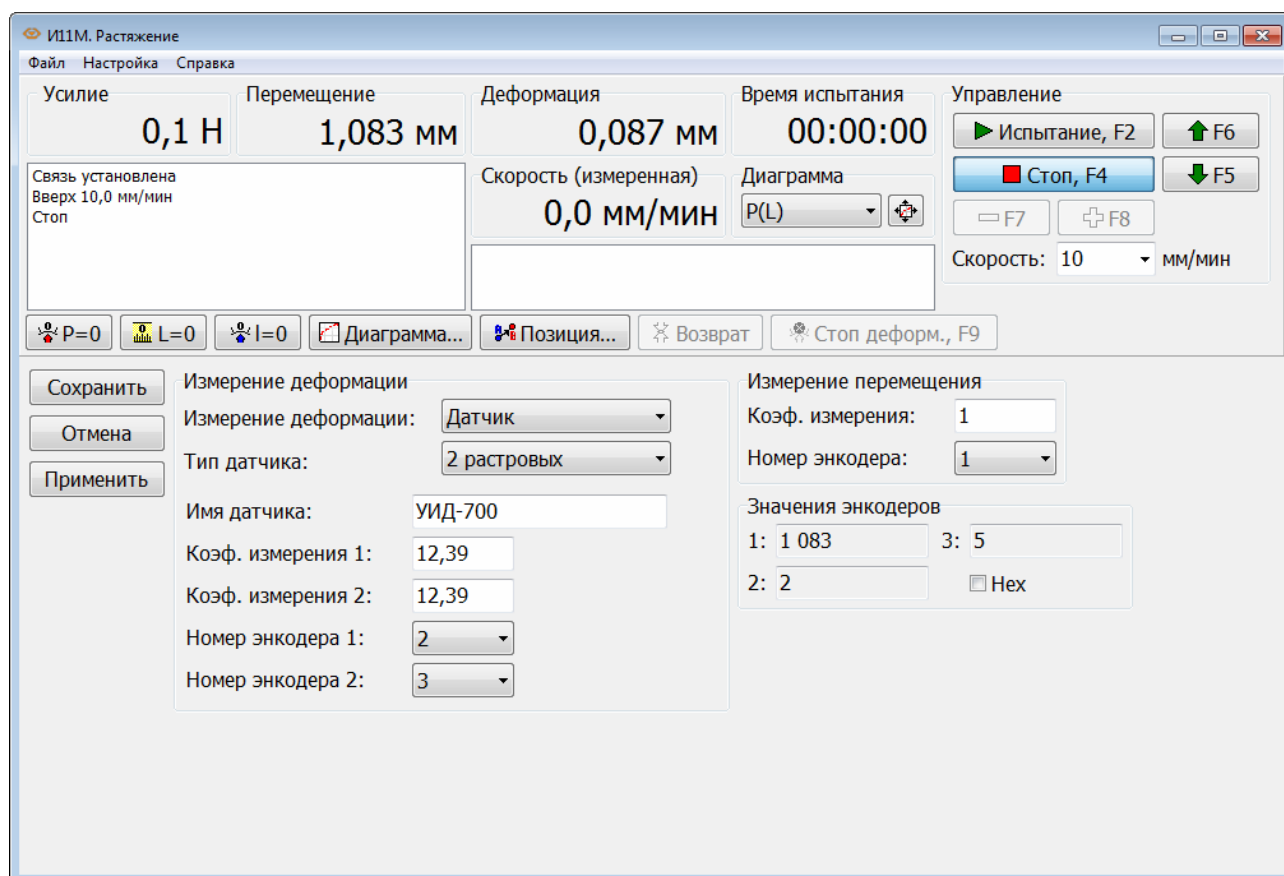 И11М. Растяжение
Файл Настройка Справка
Усилие Перемещение Деформация Время испытания Управление
0,1 Н 1,083 мм 0,087 мм 00:00:00
Испытание, F2 F6
Связь установлена
Вверх 10,0 мм/мин
Стоп
Скорость (измеренная) Диаграмма
0,0 мм/мин P(L)
Стоп, F4 F5
F7 F8
Скорость: 10 мм/мин
P=0 L=0 l=0 Диаграмма... Позиция... Возврат Стоп деформ., F9
Сохранить
Отмена
Применить
Измерение деформации
Измерение деформации: Датчик
Тип датчика: 2 растровых
Имя датчика: УИД-700
Коэф. измерения 1: 12,39
Коэф. измерения 2: 12,39
Номер энкодера 1: 2
Номер энкодера 2: 3
Измерение перемещения
Коэф. измерения: 1
Номер энкодера: 1
Значения энкодеров
1: 1 083 3: 5
2: 2 Hex